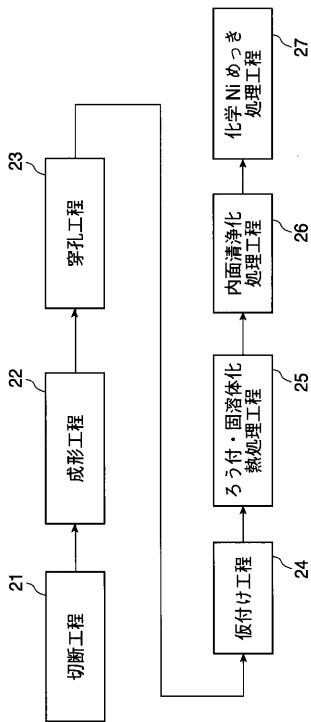 21
切断工程
22
成形工程
23
穿孔工程
仮付け工程
24
ろう付・固溶体化
熱処理工程
25
内面清浄化
処理工程
26
化学Niめっき
処理工程
27